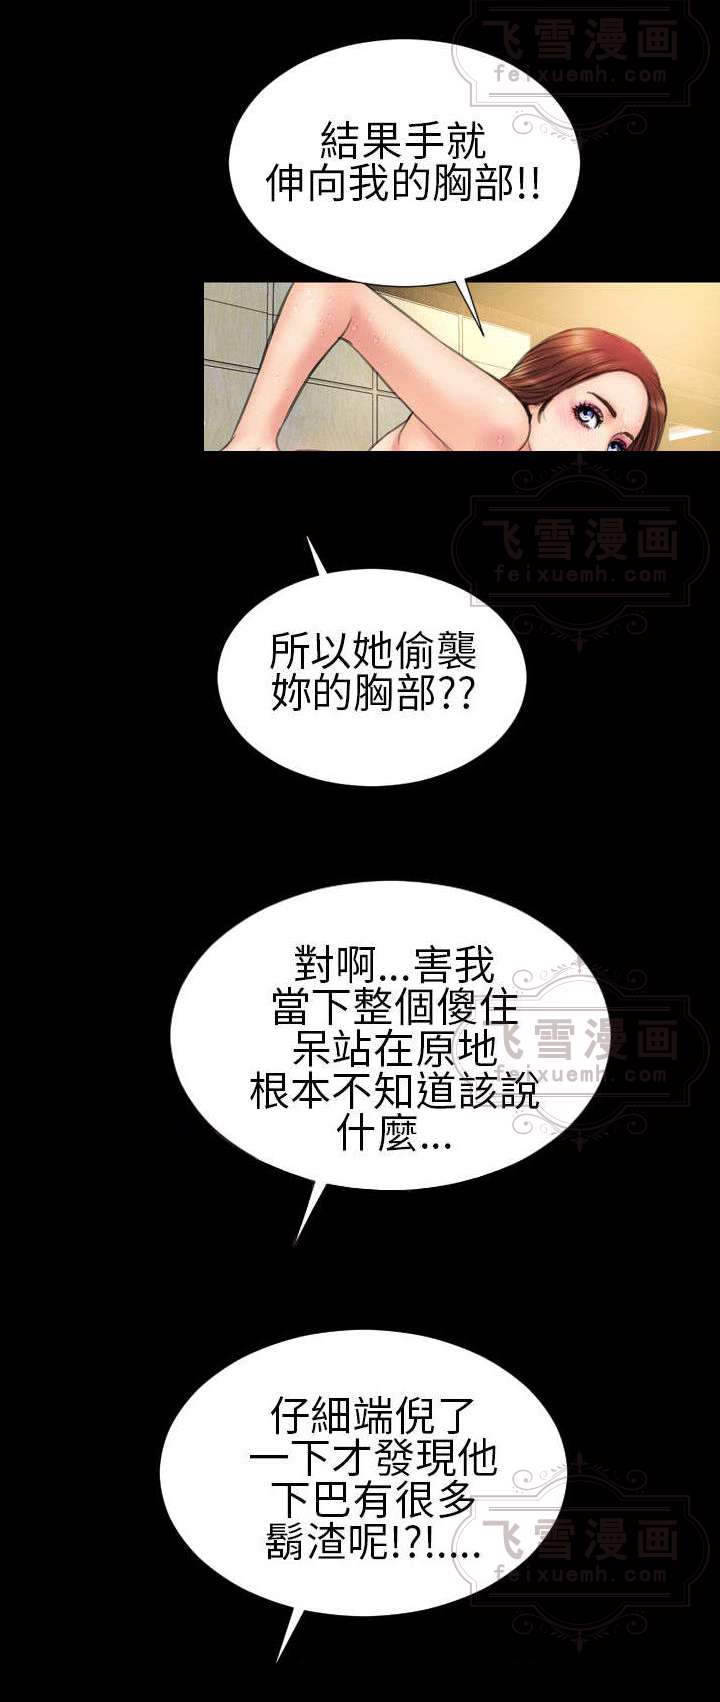 飞雪漫画
feixuemh.com
結果手就
伸向我的胸部!!
飞雪漫画
feixuemh.com
所以她偷襲
妳的胸部??
對啊...害我
當下整個傻住
呆站在原地
根本不知道該說
什麼...
飞雪漫画
feixuemh.com
仔細端倪了
一下才發現他
下巴有很多
鬍渣呢!?!....
飞雪漫画
feixuemh.com